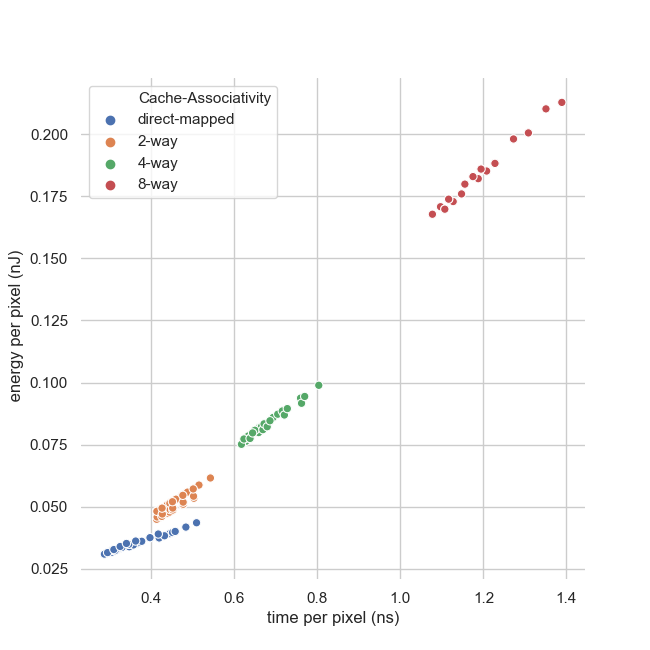 Cache-Associativity
direct-mapped
2-way
4-way
8-way
0.200
0.175
0.150
0.125
0.100
0.075
0.050
0.025
energy per pixel (nJ)
0.4 0.6 0.8 1.0 1.2 1.4
time per pixel (ns)